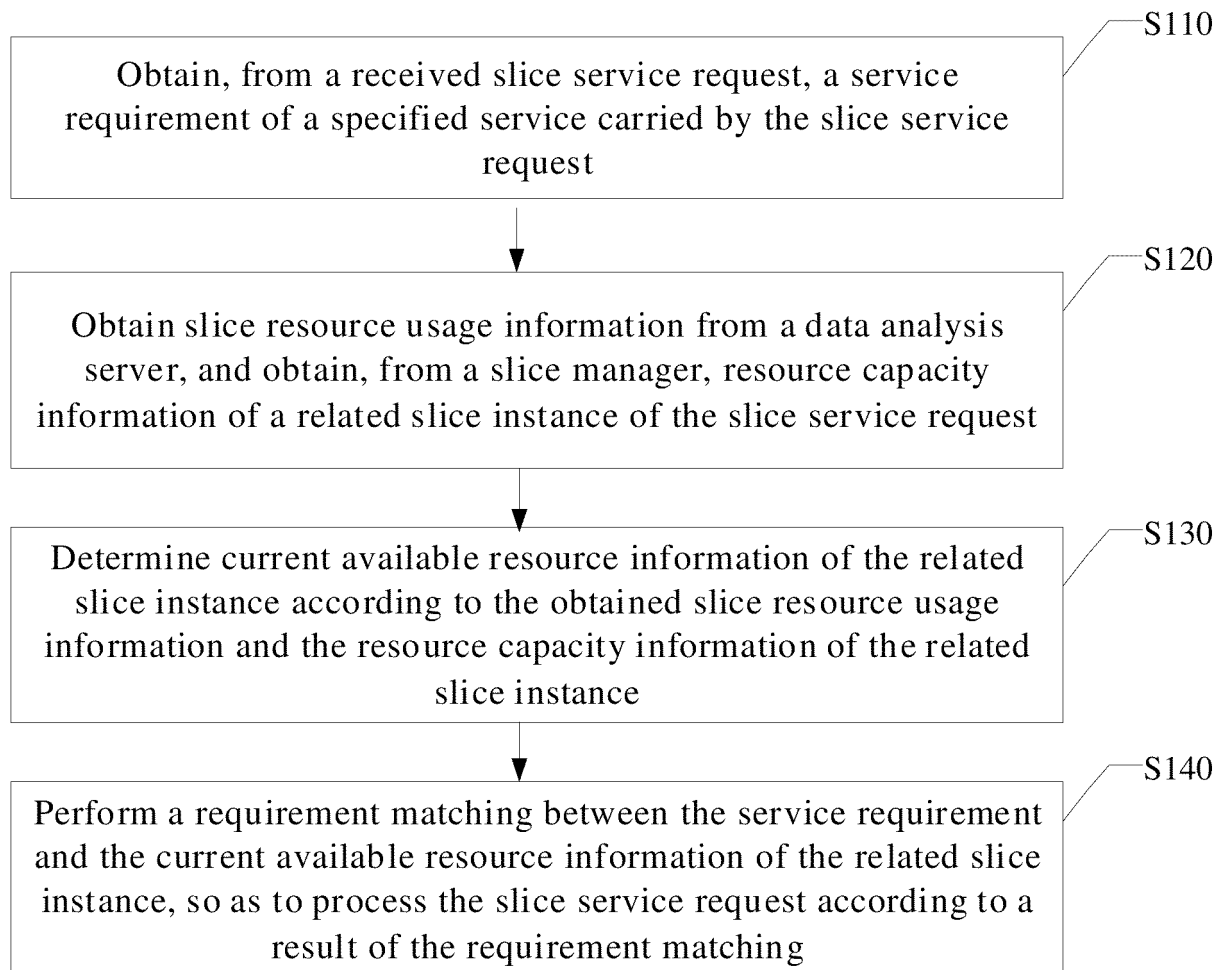 S110
Obtain, from a received slice service request, a service
requirement of a specified service carried by the slice service
request
S120
Obtain slice resource usage information from a data analysis
server, and obtain, from a slice manager, resource capacity
information of a related slice instance of the slice service request
S130
Determine current available resource information of the related
slice instance according to the obtained slice resource usage
information and the resource capacity information of the related
slice instance
S140
Perform a requirement matching between the service requirement
and the current available resource information of the related slice
instance, so as to process the slice service request according to a
result of the requirement matching